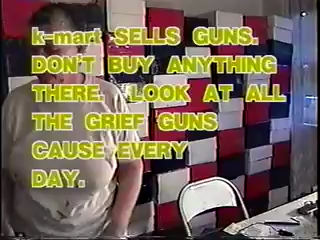 k-mart SELLS GUNS.
DON'T BUY ANYTHING
THERE. LOOK AT ALL
THE GRIEF GUNS
CAUSE EVERY
DAY.